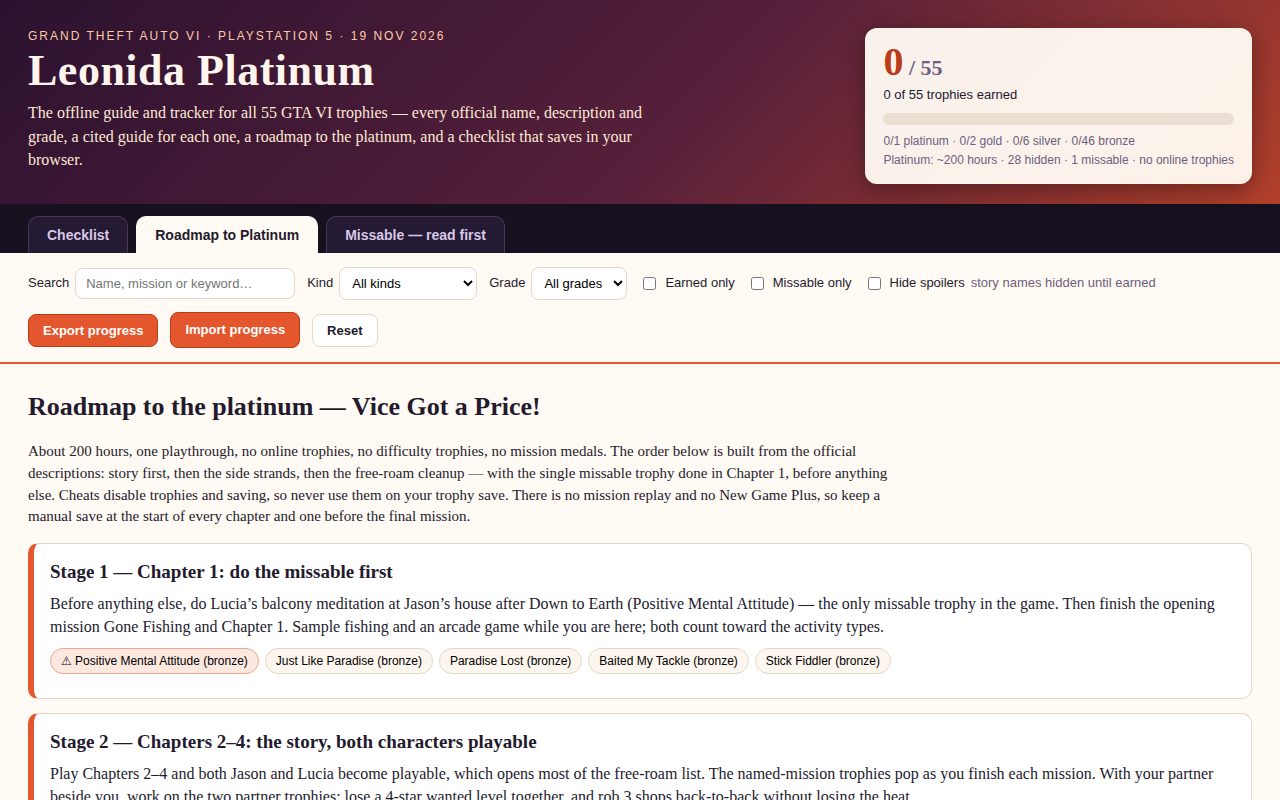 GRAND THEFT AUTO VI · PLAYSTATION 5 · 19 NOV 2026
Leonida Platinum
The offline guide and tracker for all 55 GTA VI trophies — every official name, description and
grade, a cited guide for each one, a roadmap to the platinum, and a checklist that saves in your
browser.
0 / 55
0 of 55 trophies earned
0/1 platinum · 0/2 gold · 0/6 silver · 0/46 bronze
Platinum: ~200 hours · 28 hidden · 1 missable · no online trophies
Checklist
Roadmap to Platinum
Missable — read first
Search Name, mission or keyword… Kind All kinds Grade All grades Earned only Missable only Hide spoilers story names hidden until earned
Export progress Import progress Reset
Roadmap to the platinum — Vice Got a Price!
About 200 hours, one playthrough, no online trophies, no difficulty trophies, no mission medals. The order below is built from the official
descriptions: story first, then the side strands, then the free-roam cleanup — with the single missable trophy done in Chapter 1, before anything
else. Cheats disable trophies and saving, so never use them on your trophy save. There is no mission replay and no New Game Plus, so keep a
manual save at the start of every chapter and one before the final mission.
Stage 1 — Chapter 1: do the missable first
Before anything else, do Lucia’s balcony meditation at Jason’s house after Down to Earth (Positive Mental Attitude) — the only missable trophy in the game. Then finish the opening
mission Gone Fishing and Chapter 1. Sample fishing and an arcade game while you are here; both count toward the activity types.
⚠ Positive Mental Attitude (bronze) Just Like Paradise (bronze) Paradise Lost (bronze) Baited My Tackle (bronze) Stick Fiddler (bronze)
Stage 2 — Chapters 2–4: the story, both characters playable
Play Chapters 2–4 and both Jason and Lucia become playable, which opens most of the free-roam list. The named-mission trophies pop as you finish each mission. With your partner
beside you, work on the two partner trophies: lose a 4-star wanted level together, and rob 3 shops back-to-back without losing the heat.